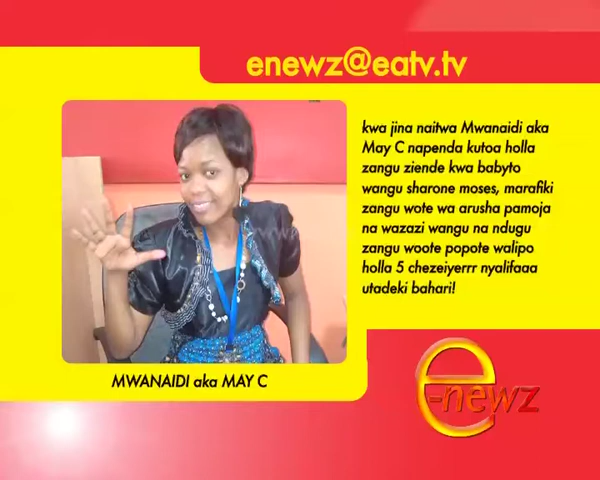 enewz@eatv.tv
kwa jina naitwa Mwanaidi aka
May C napenda kutoa holla
zangu ziende kwa babyto
wangu sharone moses, marafiki
zangu wote wa arusha pamoja
na wazazi wangu na ndugu
zangu woote popote walipo
holla 5 chezeiyerrr nyalifaaa
utadeki bahari!
MWANAIDI aka MAY C
e-newz